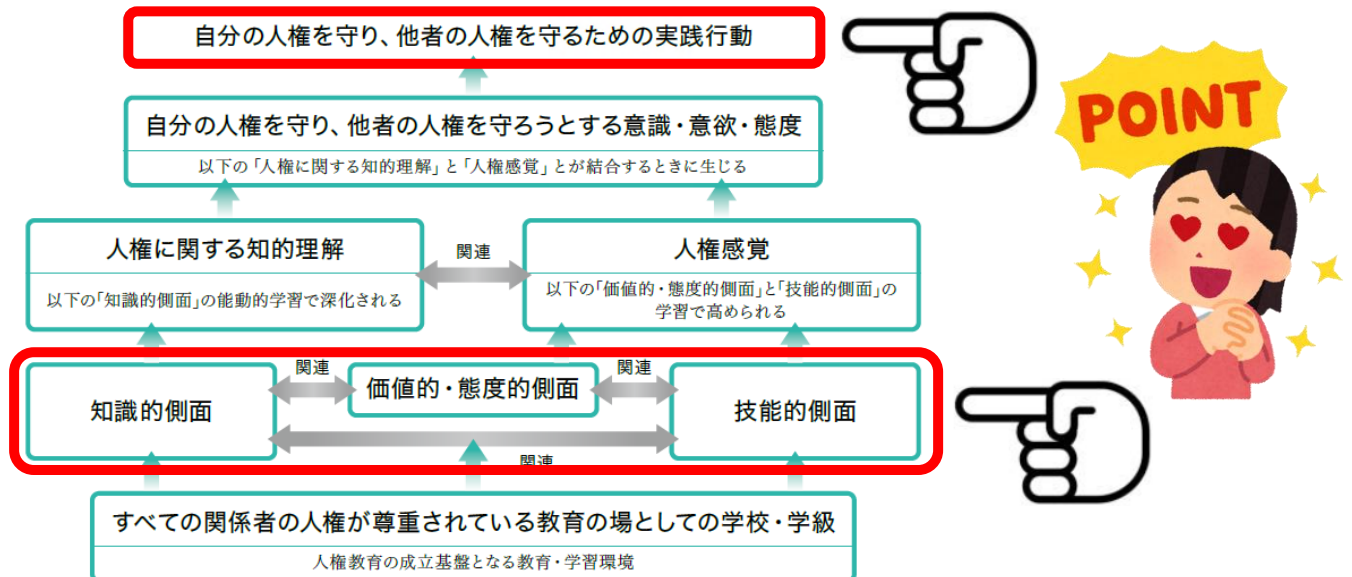 自分の人権を守り、他者の人権を守るための実践行動
自分の人権を守り、他者の人権を守ろうとする意識・意欲・態度
以下の「人権に関する知的理解」と「人権感覚」とが結合するときに生じる
POINT
人権に関する知的理解
以下の「知識的側面」の能動的学習で深化される
関連
人権感覚
以下の「価値的・態度的側面」と「技能的側面」の
学習で高められる
知識的側面
関連
価値的・態度的側面
関連
技能的側面
関連
すべての関係者の人権が尊重されている教育の場としての学校・学級
人権教育の成立基盤となる教育・学習環境